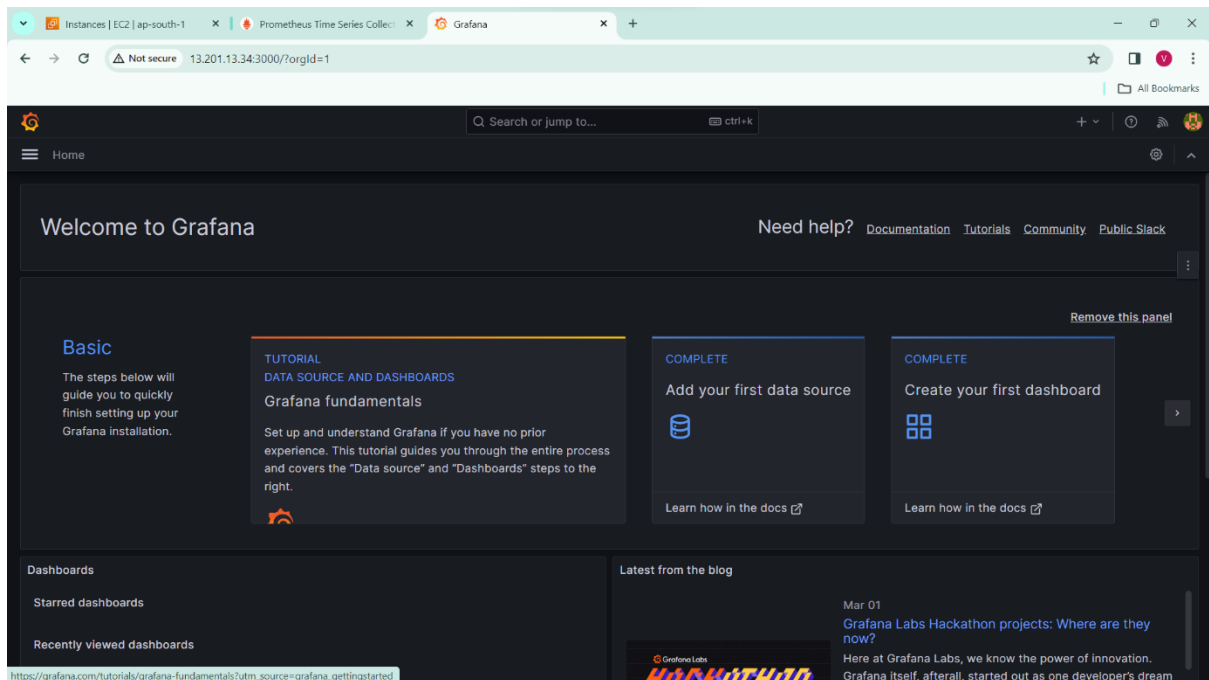 Instances | EC2 | ap-south-1
Prometheus Time Series Collect
Grafana
Not secure
13.201.13.34:3000/?orgId=1
V
All Bookmarks
Search or jump to...
ctrl+k
Home
Welcome to Grafana
Need help?
Documentation
Tutorials
Community
Public Slack
Remove this panel
Basic
The steps below will
guide you to quickly
finish setting up your
Grafana installation.
TUTORIAL
DATA SOURCE AND DASHBOARDS
Grafana fundamentals
Set up and understand Grafana if you have no prior
experience. This tutorial guides you through the entire process
and covers the "Data source" and "Dashboards" steps to the
right.
COMPLETE
Add your first data source
Learn how in the docs
COMPLETE
Create your first dashboard
Learn how in the docs
Dashboards
Starred dashboards
Recently viewed dashboards
Latest from the blog
Mar 01
Grafana Labs Hackathon projects: Where are they
now?
Here at Grafana Labs, we know the power of innovation.
Grafana itself, afterall, started out as one developer's dream
Grafana Labs
HACKATHON
https://grafana.com/tutorials/grafana-fundamentals?utm_source=grafana_gettingstarted